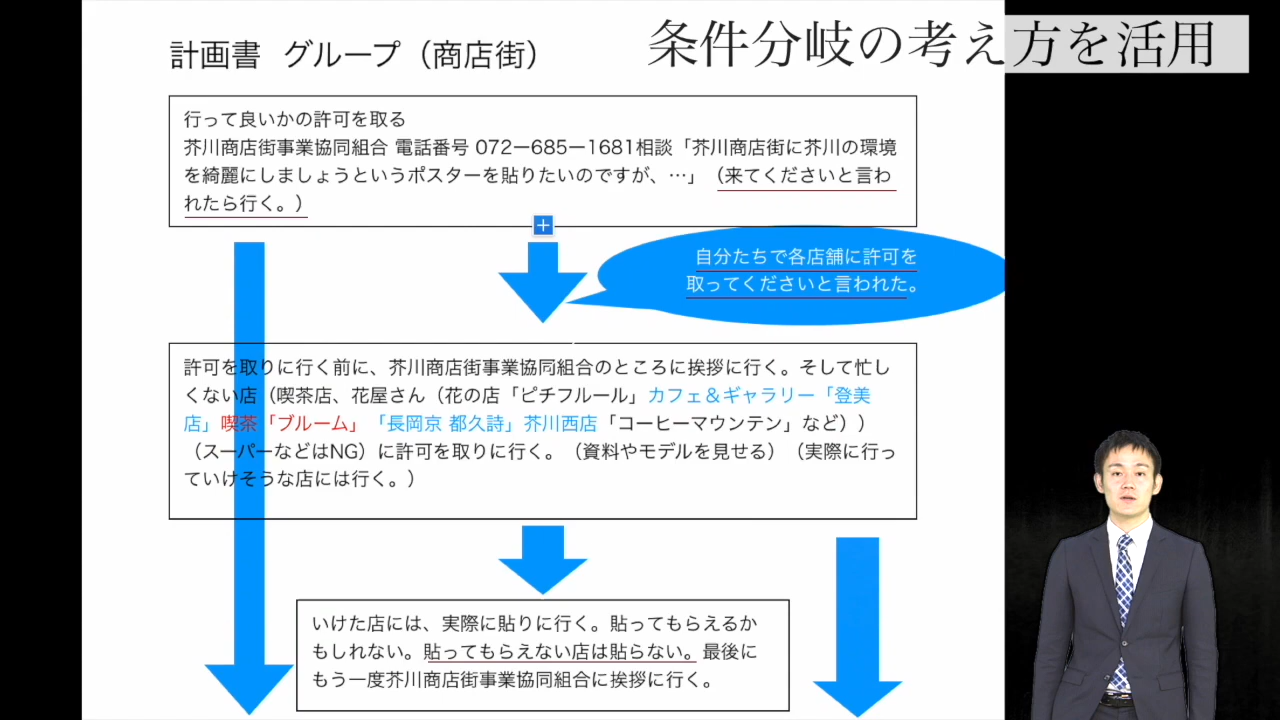 条件分岐の考え方を活用
計画書 グループ（商店街）
行って良いかの許可を取る
芥川商店街事業協同組合 電話番号 072ー685ー1681相談「芥川商店街に芥川の環境
を綺麗にしましょうというポスターを貼りたいのですが、…」（来てくださいと言わ
れたら行く。）
自分たちで各店舗に許可を
取ってくださいと言われた。
許可を取りに行く前に、芥川商店街事業協同組合のところに挨拶に行く。そして忙し
くない店（喫茶店、花屋さん（花の店「ピチフルール」カフェ＆ギャラリー「登美
店」喫茶「ブルーム」「長岡京 都久詩」芥川西店「コーヒーマウンテン」など））
（スーパーなどはNG）に許可を取りに行く。（資料やモデルを見せる）（実際に行っ
ていけそうな店には行く。）
いけた店には、実際に貼りに行く。貼ってもらえるか
もしれない。貼ってもらえない店は貼らない。最後に
もう一度芥川商店街事業協同組合に挨拶に行く。